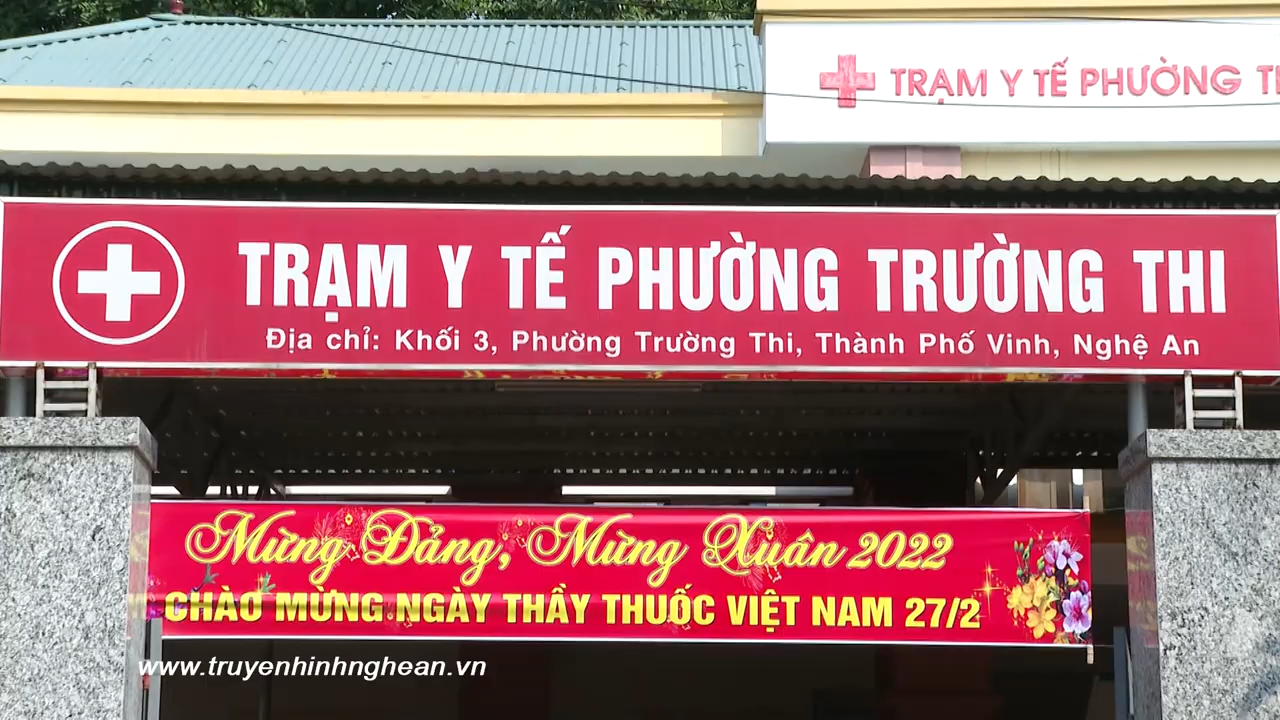 TRẠM Y TẾ PHƯỜNG
TRẠM Y TẾ PHƯỜNG TRƯỜNG THI
Địa chỉ: Khối 3, Phường Trường Thi, Thành Phố Vinh, Nghệ An
Mừng Đảng, Mừng Xuân 2022
CHÀO MỪNG NGÀY THẦY THUỐC VIỆT NAM 27/2
www.truyenhinhnghean.vn